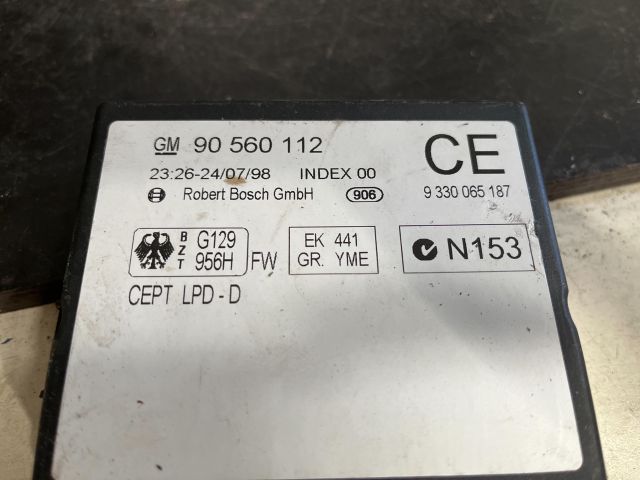 GM 90 560 112
CE
23:26-24/07/98 INDEX 00
Robert Bosch GmbH 906
9 330 065 187
BZT G129 956H FW
EK 441
GR. YME
N153
CEPT LPD - D